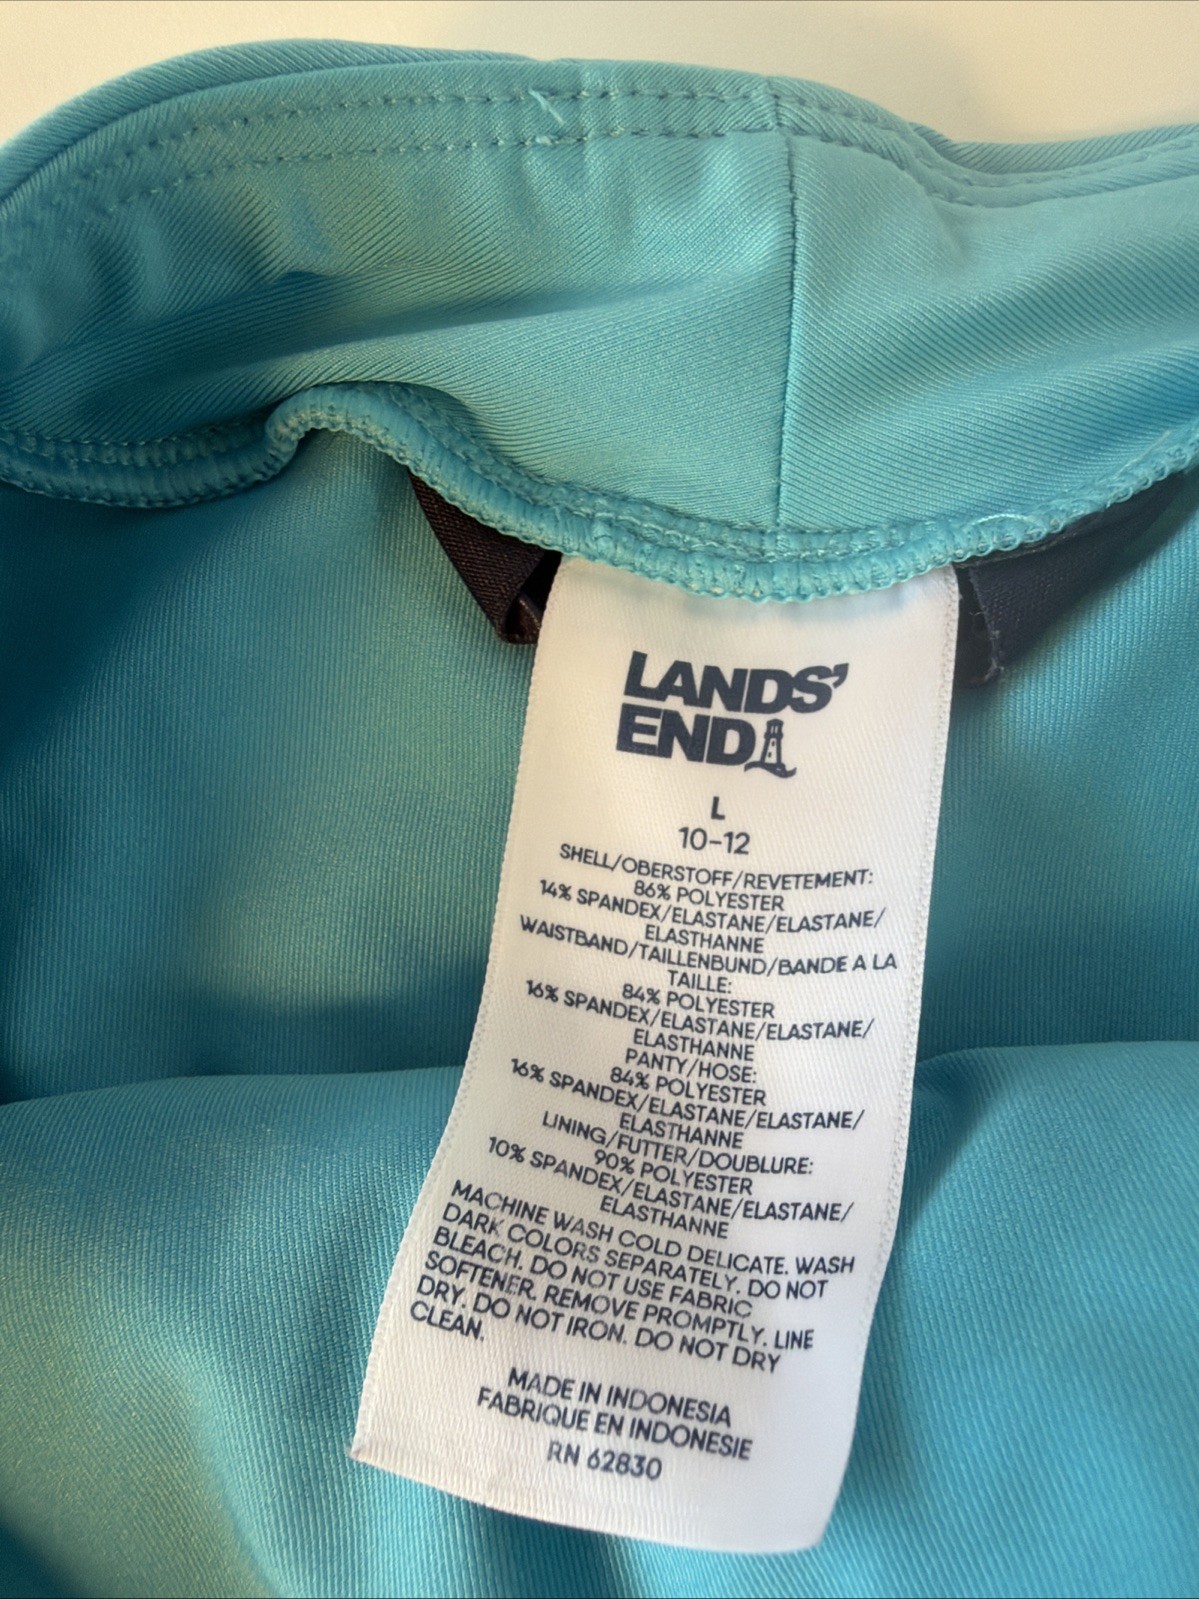 LANDS'
END
L
10-12
SHELL/OBERSTOFF/REVETEMENT:
86% POLYESTER
14% SPANDEX/ELASTANE/ELASTANE/
ELASTHANNE
WAISTBAND/TAILLENBUND/BANDE A LA
TAILLE:
84% POLYESTER
16% SPANDEX/ELASTANE/ELASTANE/
ELASTHANNE
PANTY/HOSE:
84% POLYESTER
16% SPANDEX/ELASTANE/ELASTANE/
ELASTHANNE
LINING/FUTTER/DOUBLURE:
90% POLYESTER
10% SPANDEX/ELASTANE/ELASTANE/
ELASTHANNE
MACHINE WASH COLD DELICATE. WASH
DARK COLORS SEPARATELY. DO NOT
BLEACH. DO NOT USE FABRIC
SOFTENER. REMOVE PROMPTLY. LINE
DRY. DO NOT IRON. DO NOT DRY
CLEAN.
MADE IN INDONESIA
FABRIQUE EN INDONESIE
RN 62830